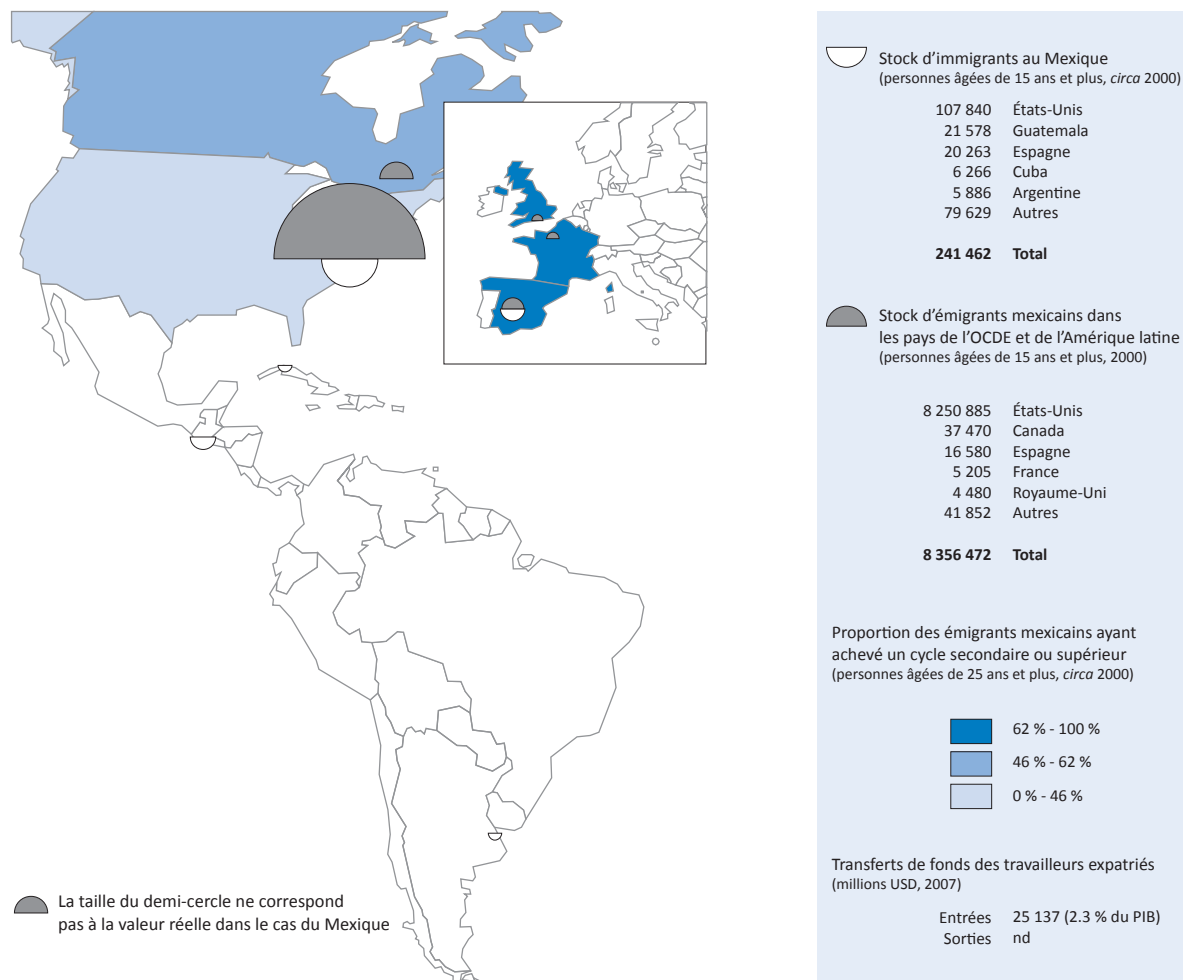 Stock d'immigrants au Mexique
(personnes âgées de 15 ans et plus, circa 2000)
107 840 États-Unis
21 578 Guatemala
20 263 Espagne
6 266 Cuba
5 886 Argentine
79 629 Autres
241 462 Total
Stock d'émigrants mexicains dans
les pays de l'OCDE et de l'Amérique latine
(personnes âgées de 15 ans et plus, 2000)
8 250 885 États-Unis
37 470 Canada
16 580 Espagne
5 205 France
4 480 Royaume-Uni
41 852 Autres
8 356 472 Total
Proportion des émigrants mexicains ayant
achevé un cycle secondaire ou supérieur
(personnes âgées de 25 ans et plus, circa 2000)
62 % - 100 %
46 % - 62 %
0 % - 46 %
Transferts de fonds des travailleurs expatriés
(millions USD, 2007)
Entrées 25 137 (2.3 % du PIB)
Sorties nd
La taille du demi-cercle ne correspond
pas à la valeur réelle dans le cas du Mexique